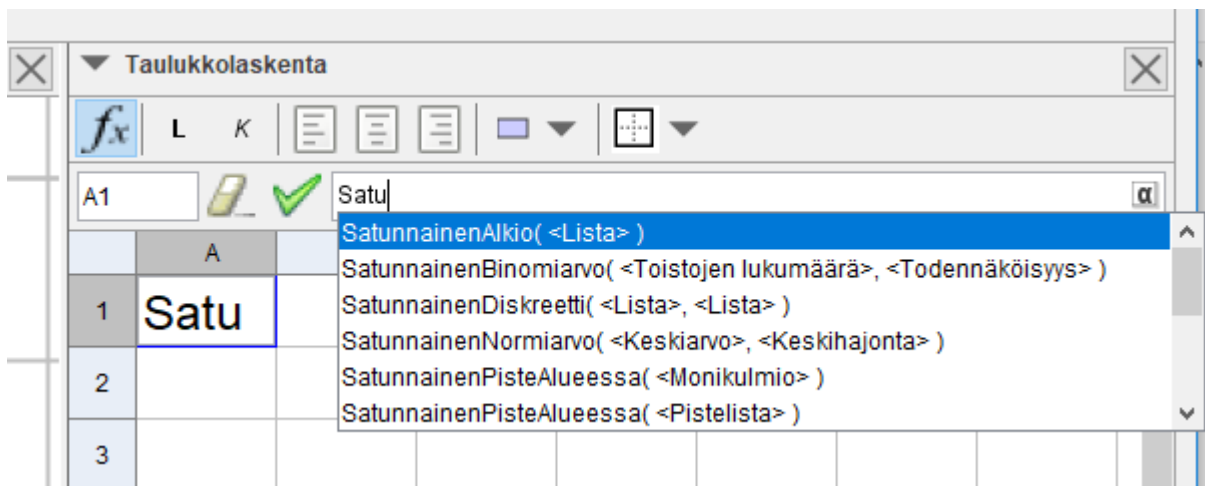 Taulukkolaskenta
fx L K
A1 Satu α
SatunnainenAlkio( <Lista> )
A
SatunnainenBinomiarvo( <Toistojen lukumäärä>, <Todennäköisyys> )
1 Satu
SatunnainenDiskreetti( <Lista>, <Lista> )
SatunnainenNormiarvo( <Keskiarvo>, <Keskihajonta> )
2
SatunnainenPisteAlueessa( <Monikulmio> )
SatunnainenPisteAlueessa( <Pistelista> )
3